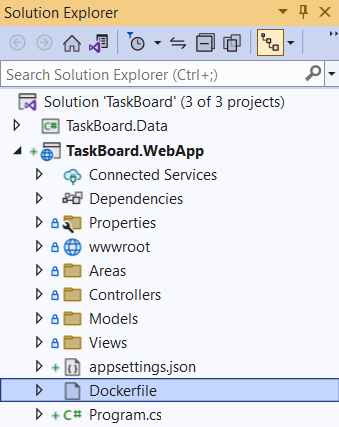 Solution Explorer
Search Solution Explorer (Ctrl+;)
Solution 'TaskBoard' (3 of 3 projects)
C# TaskBoard.Data
TaskBoard.WebApp
Connected Services
Dependencies
Properties
wwwroot
Areas
Controllers
Models
Views
appsettings.json
Dockerfile
C# Program.cs